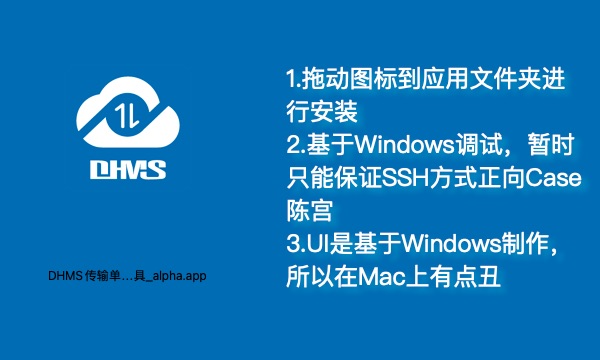 DHMS
DHMS传输单...具_alpha.app
1.拖动图标到应用文件夹进
行安装
2.基于Windows调试，暂时
只能保证SSH方式正向Case
陈宫
3.UI是基于Windows制作，
所以在Mac上有点丑